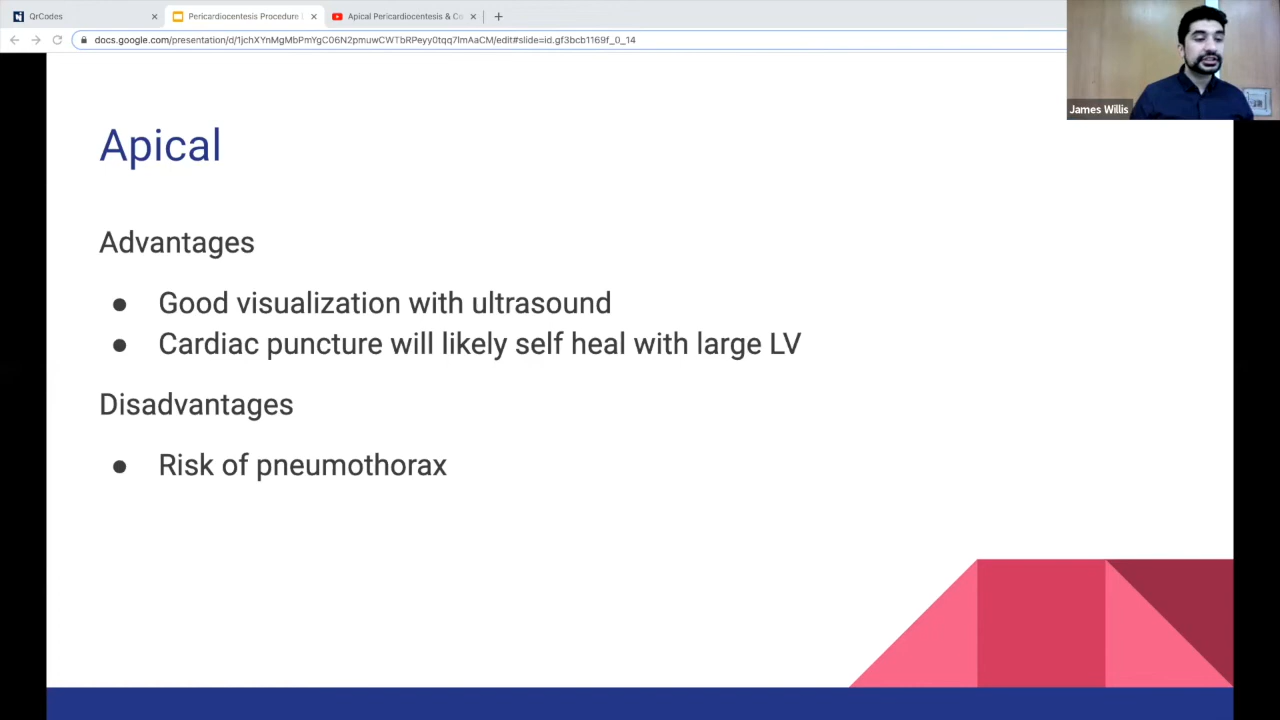 QrCodes
Pericardiocentesis Procedure
Apical Pericardiocentesis & Co
docs.google.com/presentation/d/1jchXYnMgMbPmYgC06N2pmuwCWTbRPeyy0tqq7lmAaCM/edit#slide=id.gf3bcb1169f_0_14
James Willis
Apical
Advantages
● Good visualization with ultrasound
● Cardiac puncture will likely self heal with large LV
Disadvantages
● Risk of pneumothorax